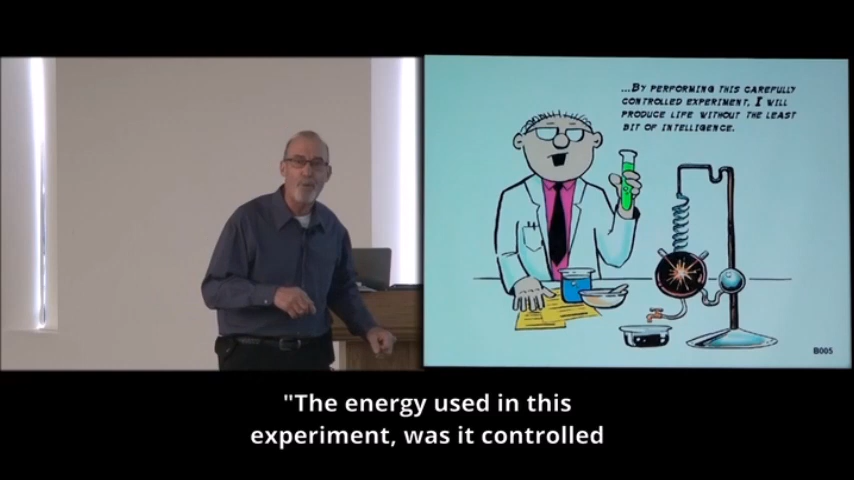 ...BY PERFORMING THIS CAREFULLY
CONTROLLED EXPERIMENT, I WILL
PRODUCE LIFE WITHOUT THE LEAST
BIT OF INTELLIGENCE.
B005
"The energy used in this
experiment, was it controlled